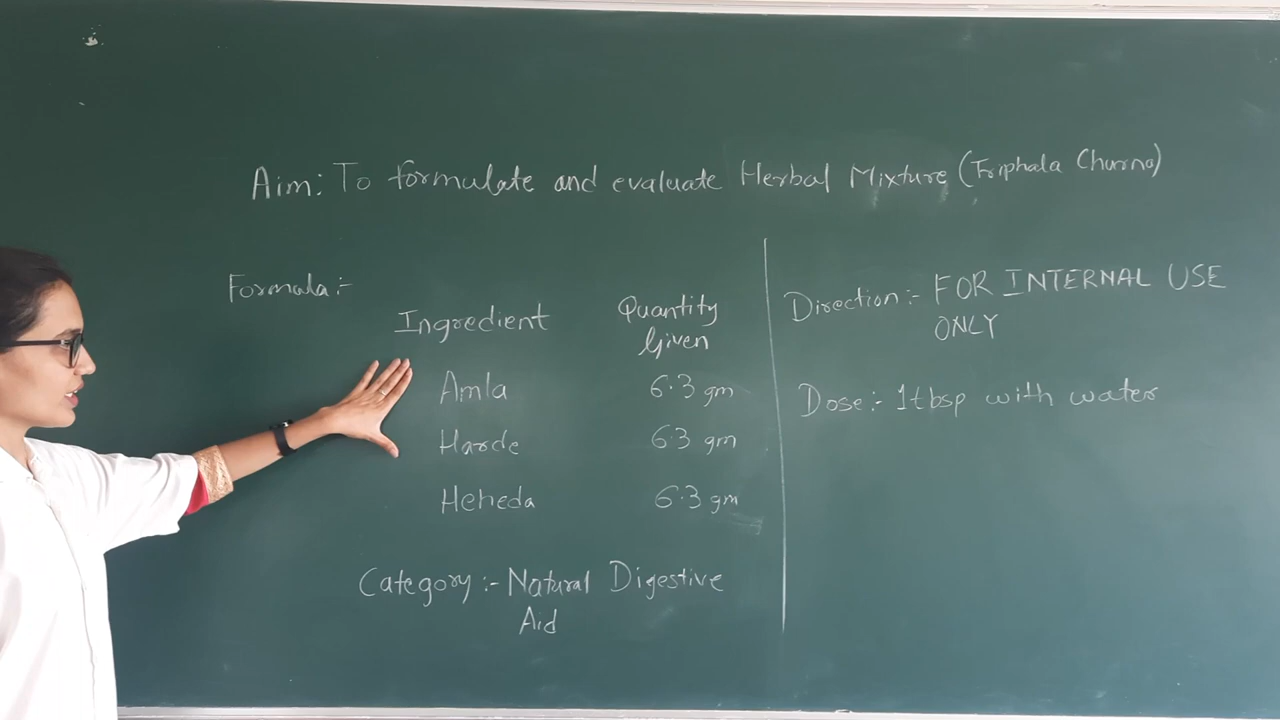 Aim: To formulate and evaluate Herbal Mixture (Triphala Churna)
Formula:-
Ingredient Quantity Given
Amla 6.3 gm
Harde 6.3 gm
Heheda 6.3 gm
Category:- Natural Digestive
Aid
Direction:- FOR INTERNAL USE
ONLY
Dose:- 1tbsp with water